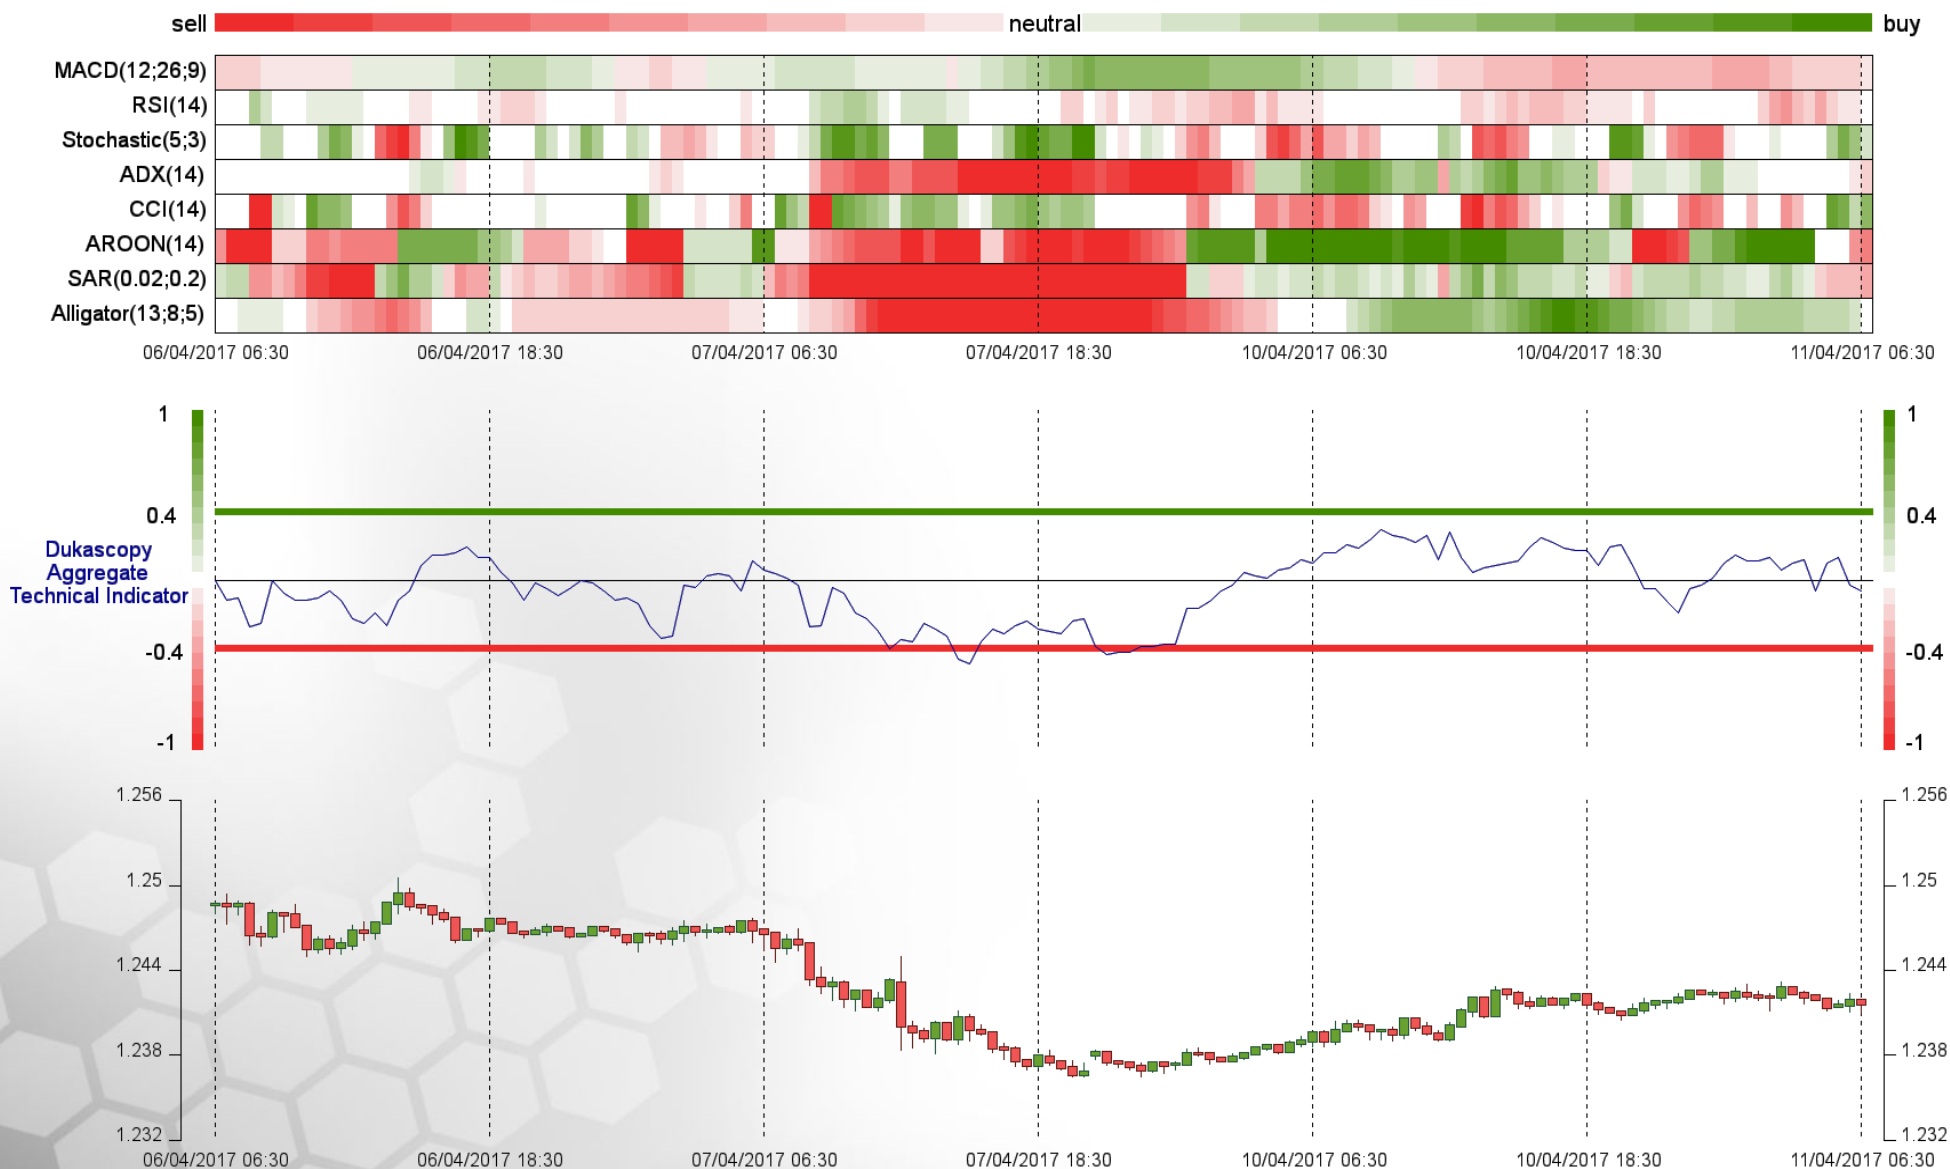 sell neutral buy
MACD(12;26;9)
RSI(14)
Stochastic(5;3)
ADX(14)
CCI(14)
AROON(14)
SAR(0.02;0.2)
Alligator(13;8;5)
06/04/2017 06:30 06/04/2017 18:30 07/04/2017 06:30 07/04/2017 18:30 10/04/2017 06:30 10/04/2017 18:30 11/04/2017 06:30
1 1
0.4 0.4
Dukascopy
Aggregate
Technical Indicator
-0.4 -0.4
-1 -1
1.256 1.256
1.25 1.25
1.244 1.244
1.238 1.238
1.232 1.232
06/04/2017 06:30 06/04/2017 18:30 07/04/2017 06:30 07/04/2017 18:30 10/04/2017 06:30 10/04/2017 18:30 11/04/2017 06:30